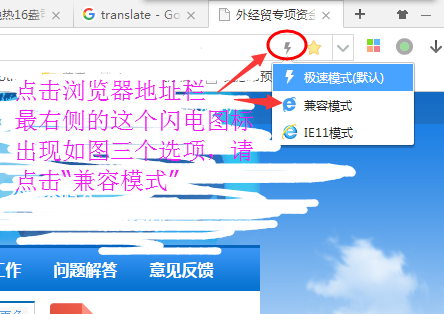 热16盎司
translate - Go
外经贸专项资金
极速模式(默认)
兼容模式
IE11模式
点击浏览器地址栏
最右侧的这个闪电图标
出现如图三个选项，请
点击“兼容模式”
工作 问题解答 意见反馈